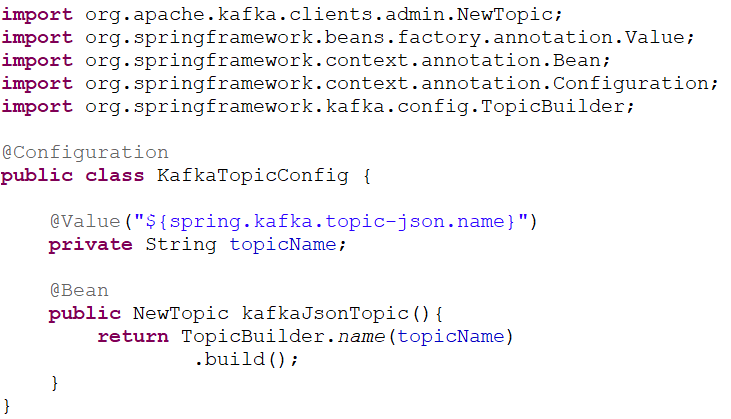 import org.apache.kafka.clients.admin.NewTopic;
import org.springframework.beans.factory.annotation.Value;
import org.springframework.context.annotation.Bean;
import org.springframework.context.annotation.Configuration;
import org.springframework.kafka.config.TopicBuilder;

@Configuration
public class KafkaTopicConfig {

    @Value("${spring.kafka.topic-json.name}")
    private String topicName;

    @Bean
    public NewTopic kafkaJsonTopic(){
        return TopicBuilder.name(topicName)
                .build();
    }
}